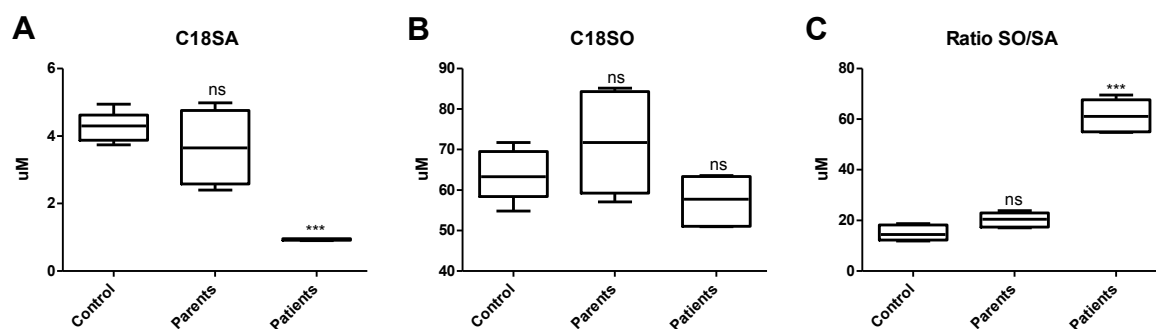 A
C18SA
uM
6
4
2
0
ns
***
Control
Parents
Patients
B
C18SO
uM
90
80
70
60
50
40
ns
ns
Control
Parents
Patients
C
Ratio SO/SA
uM
80
60
40
20
0
ns
***
Control
Parents
Patients